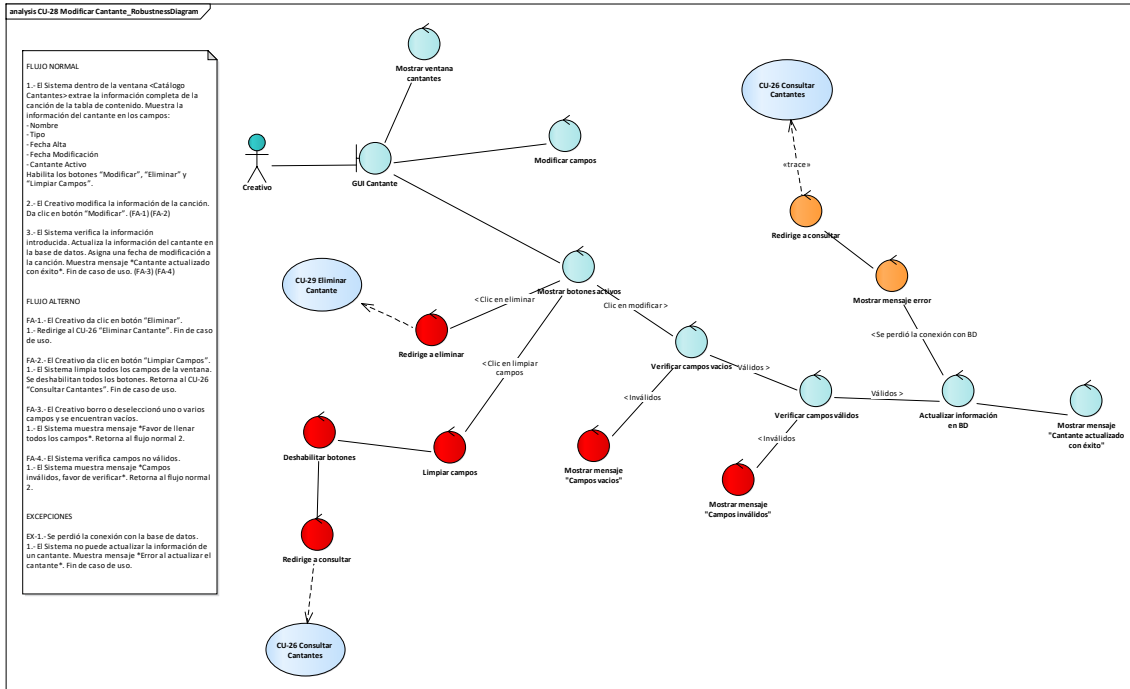 analysis CU-28 Modificar Cantante_RobustnessDiagram
FLUJO NORMAL
1.- El Sistema dentro de la ventana <Catálogo
Cantantes> extrae la información completa de la
canción de la tabla de contenido. Muestra la
información del cantante en los campos:
- Nombre
- Tipo
- Fecha Alta
- Fecha Modificación
- Cantante Activo
Habilita los botones "Modificar", "Eliminar" y
"Limpiar Campos".
2.- El Creativo modifica la información de la canción.
Da clic en botón "Modificar". (FA-1) (FA-2)
3.- El Sistema verifica la información
introducida. Actualiza la información del cantante en
la base de datos. Asigna una fecha de modificación a
la canción. Muestra mensaje *Cantante actualizado
con éxito*. Fin de caso de uso. (FA-3) (FA-4)
FLUJO ALTERNO
FA-1.- El Creativo da clic en botón "Eliminar".
1.- Redirige al CU-26 "Eliminar Cantante". Fin de caso
de uso.
FA-2.- El Creativo da clic en botón "Limpiar Campos".
1.- El Sistema limpia todos los campos de la ventana.
Se deshabilitan todos los botones. Retorna al CU-26
"Consultar Cantantes". Fin de caso de uso.
FA-3.- El Creativo borro o deseleccionó uno o varios
campos y se encuentran vacíos.
1.- El Sistema muestra mensaje *Favor de llenar
todos los campos*. Retorna al flujo normal 2.
FA-4.- El Sistema verifica campos no válidos.
1.- El Sistema muestra mensaje *Campos
inválidos, favor de verificar*. Retorna al flujo normal
2.
EXCEPCIONES
EX-1.- Se perdió la conexión con la base de datos.
1.- El Sistema no puede actualizar la información de
un cantante. Muestra mensaje *Error al actualizar el
cantante*. Fin de caso de uso.
Mostrar ventana
cantantes
CU-26 Consultar
Cantantes
Modificar campos
«trace»
Creativo
GUI Cantante
Redirige a consultar
CU-29 Eliminar
Cantante
Mostrar botones activos
Mostrar mensaje error
< Clic en eliminar
Clic en modificar >
Redirige a eliminar
< Se perdió la conexión con BD
< Clic en limpiar
campos
Verificar campos vacios
Válidos >
Válidos >
< Inválidos
Verificar campos válidos
Actualizar información
en BD
Mostrar mensaje
"Cantante actualizado
con éxito"
< Inválidos
Deshabilitar botones
Limpiar campos
Mostrar mensaje
"Campos vacios"
Mostrar mensaje
"Campos inválidos"
Redirige a consultar
CU-26 Consultar
Cantantes